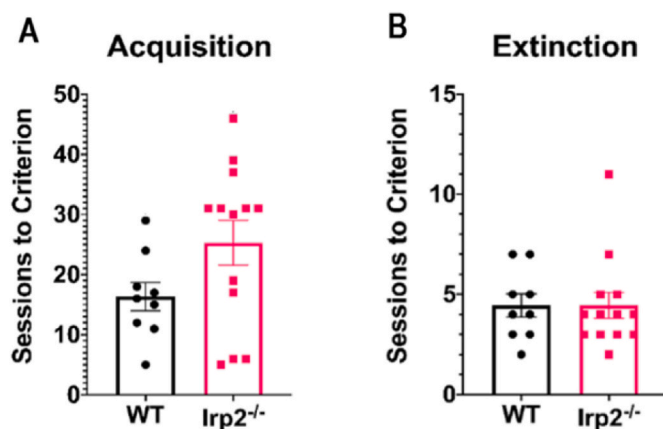 A
Acquisition
Sessions to Criterion
50
40
30
20
10
0
WT
Irp2-/-
B
Extinction
Sessions to Criterion
15
10
5
0
WT
Irp2-/-